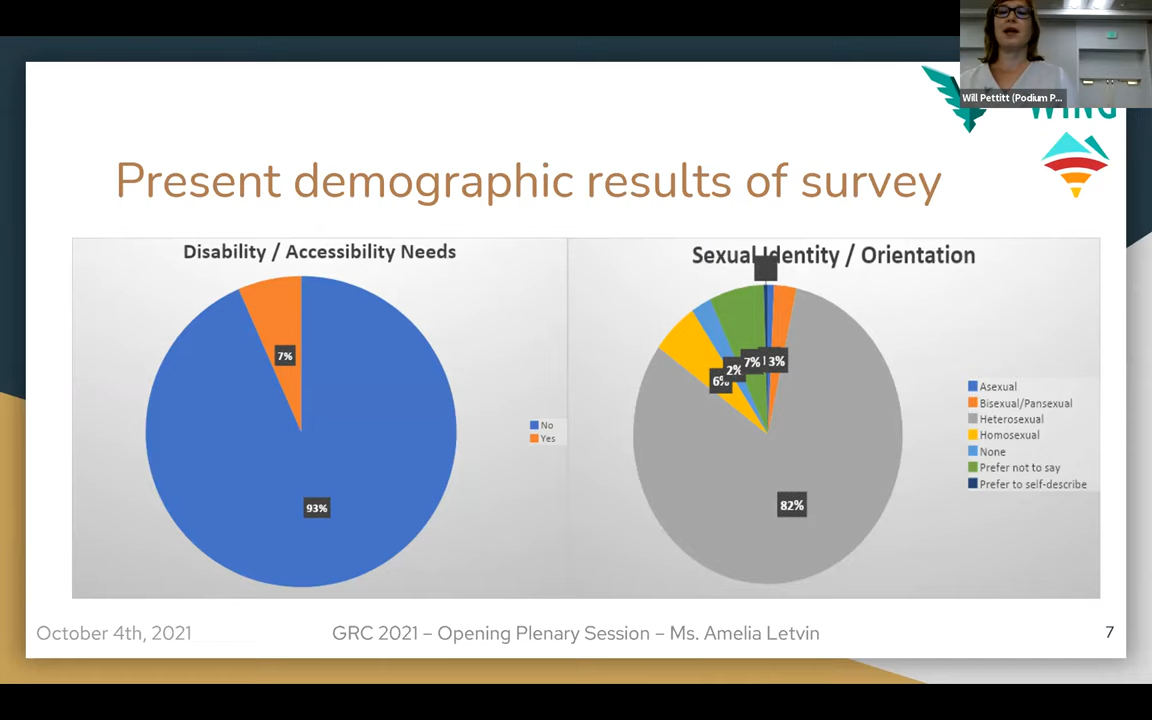 Will Pettitt (Podium P...
WING
Present demographic results of survey
Disability / Accessibility Needs
7%
93%
No
Yes
Sexual Identity / Orientation
6%
2%
7%
3%
82%
Asexual
Bisexual/Pansexual
Heterosexual
Homosexual
None
Prefer not to say
Prefer to self-describe
October 4th, 2021
GRC 2021 – Opening Plenary Session – Ms. Amelia Letvin
7